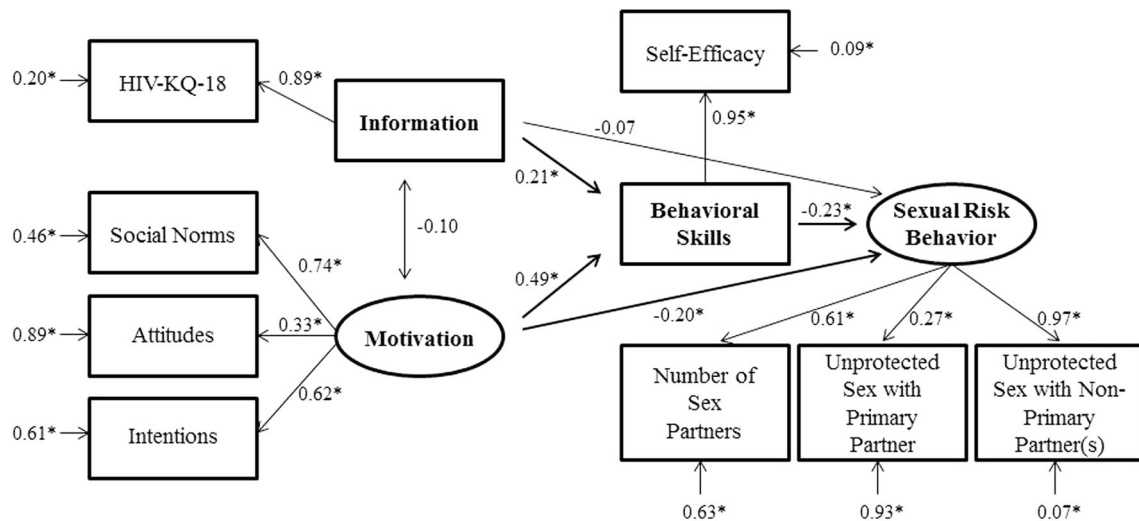 0.20*
HIV-KQ-18
0.89*
Information
Self-Efficacy
0.09*
0.95*
-0.07
0.21*
0.46*
Social Norms
0.74*
-0.10
Behavioral
Skills
-0.23*
Sexual Risk
Behavior
0.49*
0.89*
Attitudes
0.33*
Motivation
-0.20*
0.61*
0.27*
0.97*
0.62*
0.61*
Intentions
Number of
Sex
Partners
Unprotected
Sex with
Primary
Partner
Unprotected
Sex with Non-
Primary
Partner(s)
0.63*
0.93*
0.07*